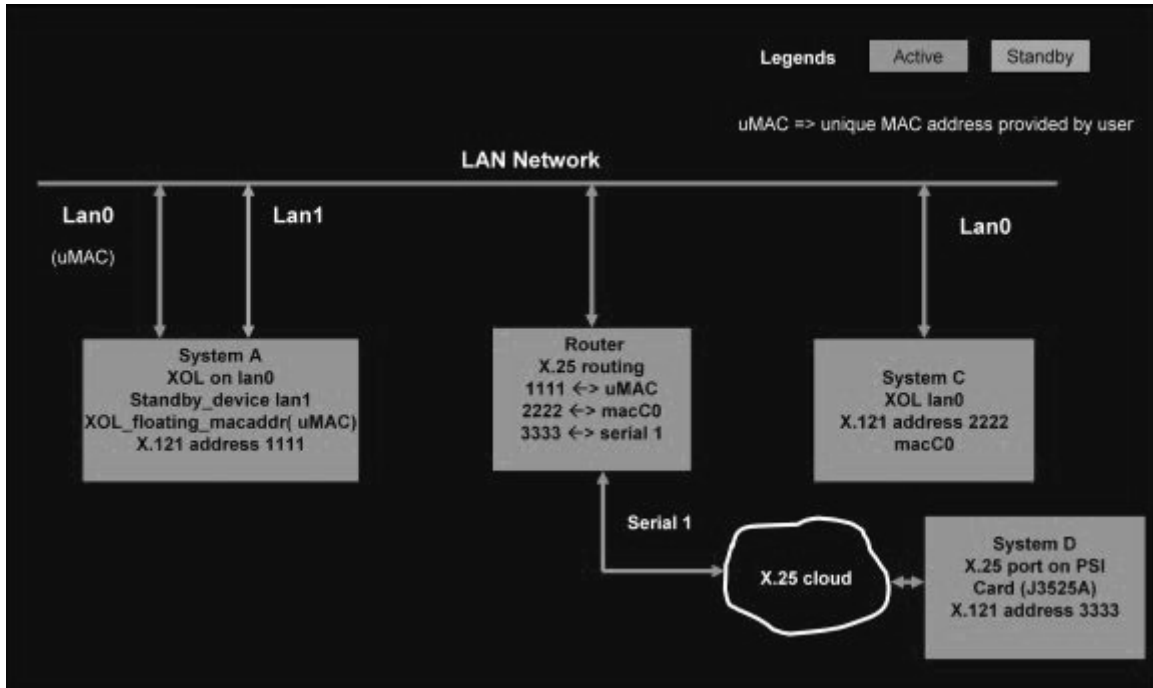 Legends
Active
Standby
uMAC => unique MAC address provided by user
LAN Network
Lan0
(uMAC)
Lan1
Lan0
System A
XOL on lan0
Standby_device lan1
XOL_floating_macaddr( uMAC)
X.121 address 1111
Router
X.25 routing
1111 <-> uMAC
2222 <-> macC0
3333 <-> serial 1
System C
XOL lan0
X.121 address 2222
macC0
Serial 1
X.25 cloud
System D
X.25 port on PSI
Card (J3525A)
X.121 address 3333